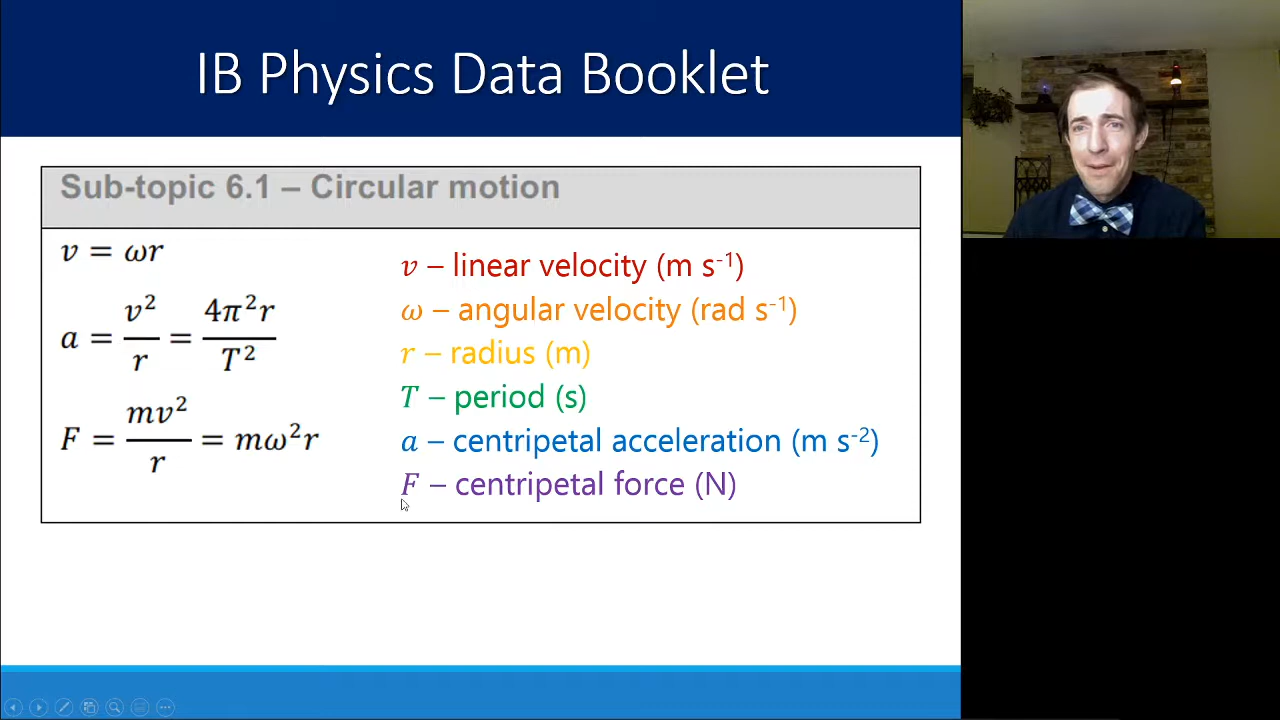 IB Physics Data Booklet
Sub-topic 6.1 – Circular motion
𝑣 = 𝜔𝑟
𝑎 = 𝑣²/𝑟 = 4𝜋²𝑟/𝑇²
𝐹 = 𝑚𝑣²/𝑟 = 𝑚𝜔²𝑟
𝑣 – linear velocity (m s⁻¹)
𝜔 – angular velocity (rad s⁻¹)
𝑟 – radius (m)
𝑇 – period (s)
𝑎 – centripetal acceleration (m s⁻²)
𝐹 – centripetal force (N)